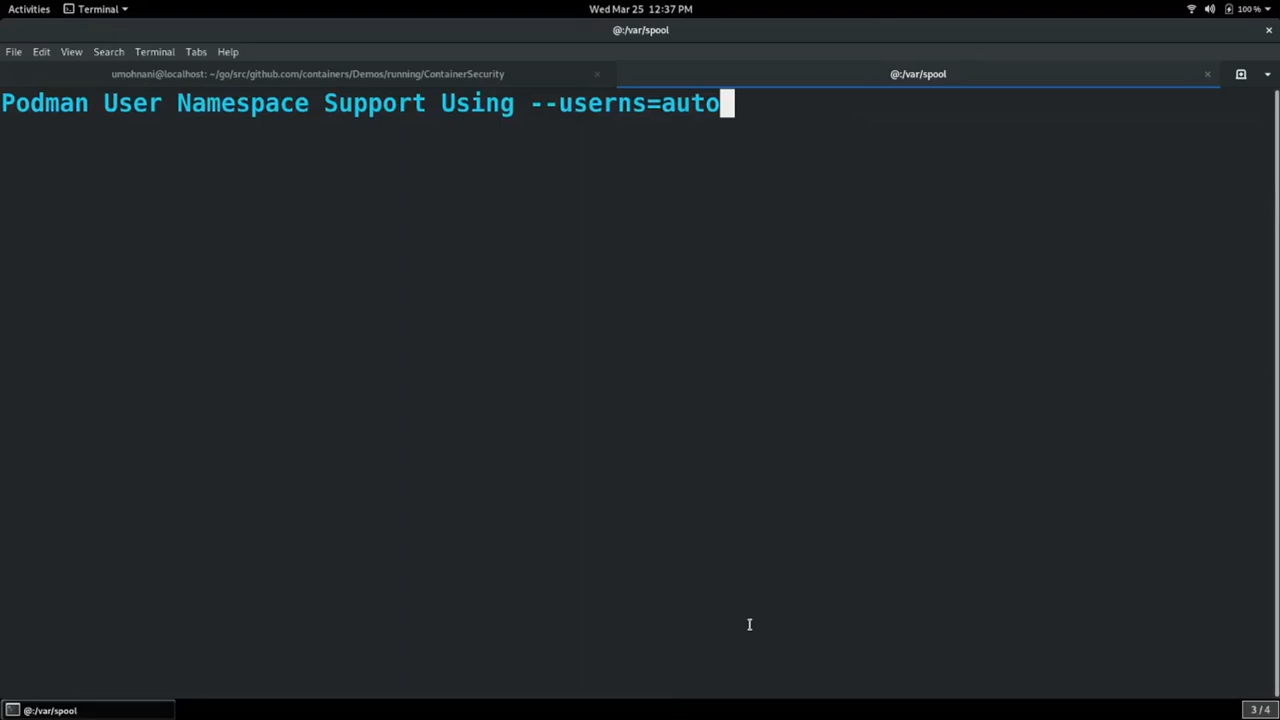 Activities Terminal Wed Mar 25 12:37 PM 100 %
@:/var/spool
File Edit View Search Terminal Tabs Help
umohnani@localhost: ~/go/src/github.com/containers/Demos/running/ContainerSecurity @:/var/spool
Podman User Namespace Support Using --userns=auto
@:/var/spool 3 / 4